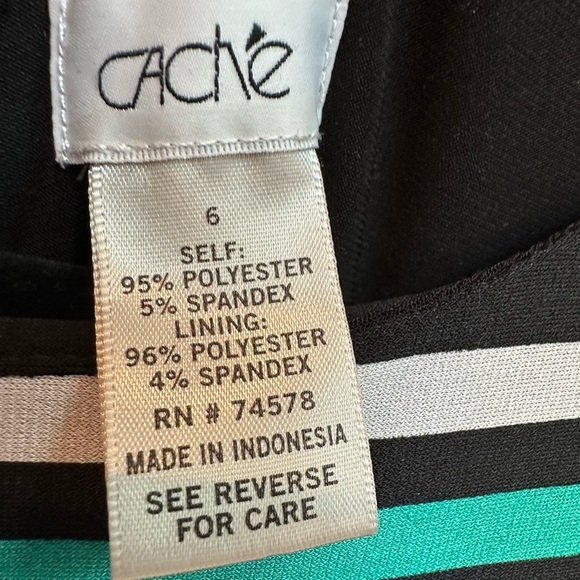 CACHÉ
6
SELF:
95% POLYESTER
5% SPANDEX
LINING:
96% POLYESTER
4% SPANDEX
RN # 74578
MADE IN INDONESIA
SEE REVERSE
FOR CARE